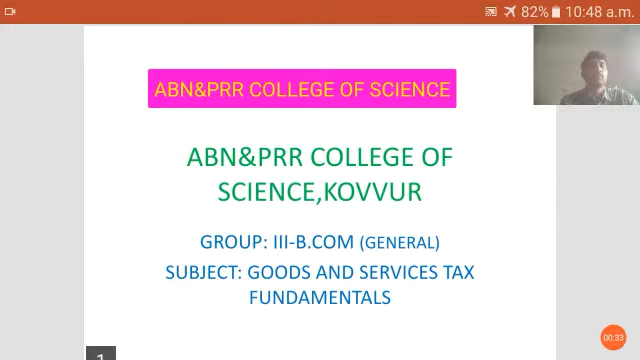 82% 10:48 a.m.
ABN&PRR COLLEGE OF SCIENCE
ABN&PRR COLLEGE OF
SCIENCE,KOVVUR
GROUP: III-B.COM (GENERAL)
SUBJECT: GOODS AND SERVICES TAX
FUNDAMENTALS
00:33
1